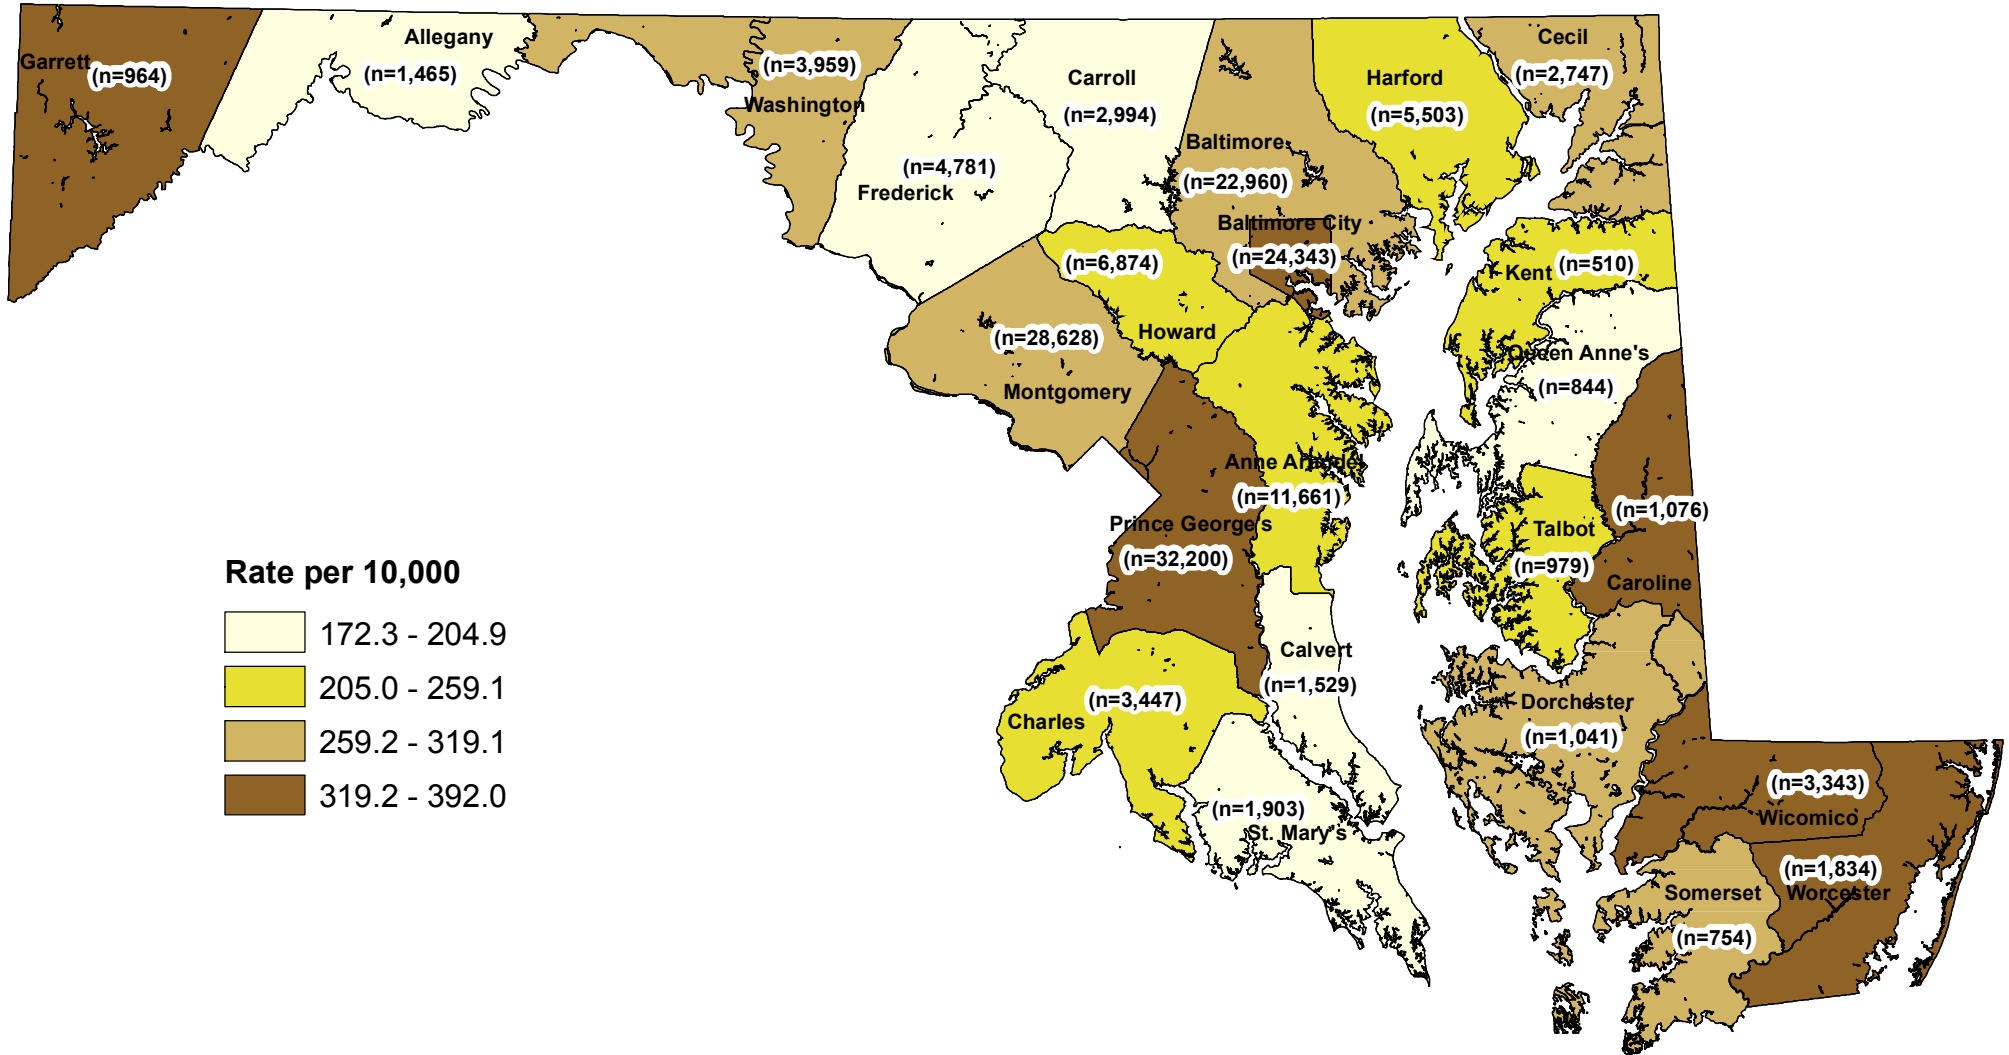 Garrett
(n=964)
Allegany
(n=1,465)
(n=3,959)
Washington
(n=4,781)
Frederick
Carroll
(n=2,994)
Baltimore
(n=22,960)
Baltimore City
(n=24,343)
Harford
(n=5,503)
Cecil
(n=2,747)
Kent (n=510)
Queen Anne's
(n=844)
(n=6,874)
Howard
(n=28,628)
Montgomery
Anne Arundel
(n=11,661)
Prince George's
(n=32,200)
(n=1,076)
Caroline
Talbot
(n=979)
Calvert
(n=1,529)
Charles
(n=3,447)
(n=1,903)
St. Mary's
Dorchester
(n=1,041)
(n=3,343)
Wicomico
(n=1,834)
Worcester
Somerset
(n=754)
Rate per 10,000
172.3 - 204.9
205.0 - 259.1
259.2 - 319.1
319.2 - 392.0